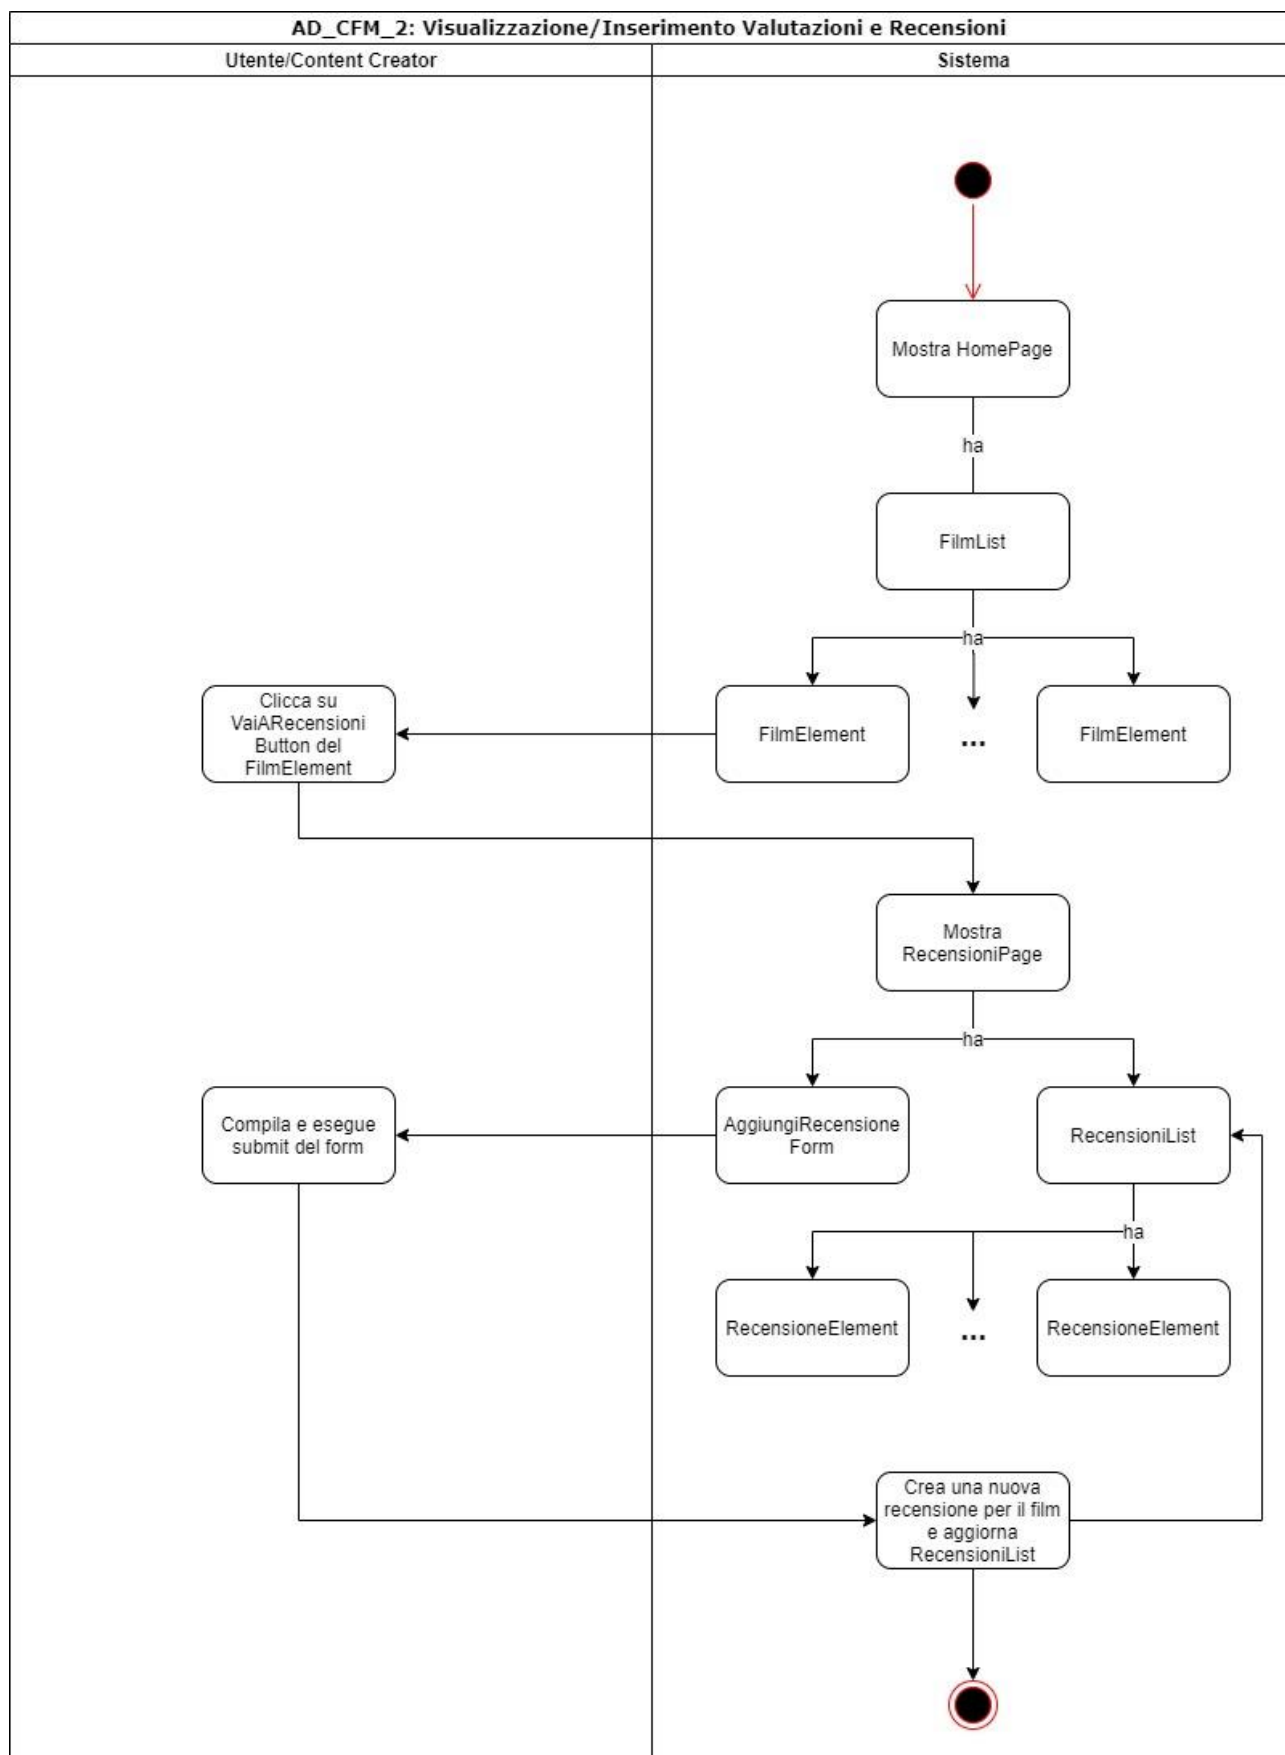 AD_CFM_2: Visualizzazione/Inserimento Valutazioni e Recensioni
Utente/Content Creator
Sistema
Mostra HomePage
ha
FilmList
ha
Clicca su
VaiARecensioni
Button del
FilmElement
FilmElement
...
FilmElement
Mostra
RecensioniPage
ha
Compila e esegue
submit del form
AggiungiRecensione
Form
RecensioniList
ha
RecensioneElement
...
RecensioneElement
Crea una nuova
recensione per il film
e aggiorna
RecensioniList